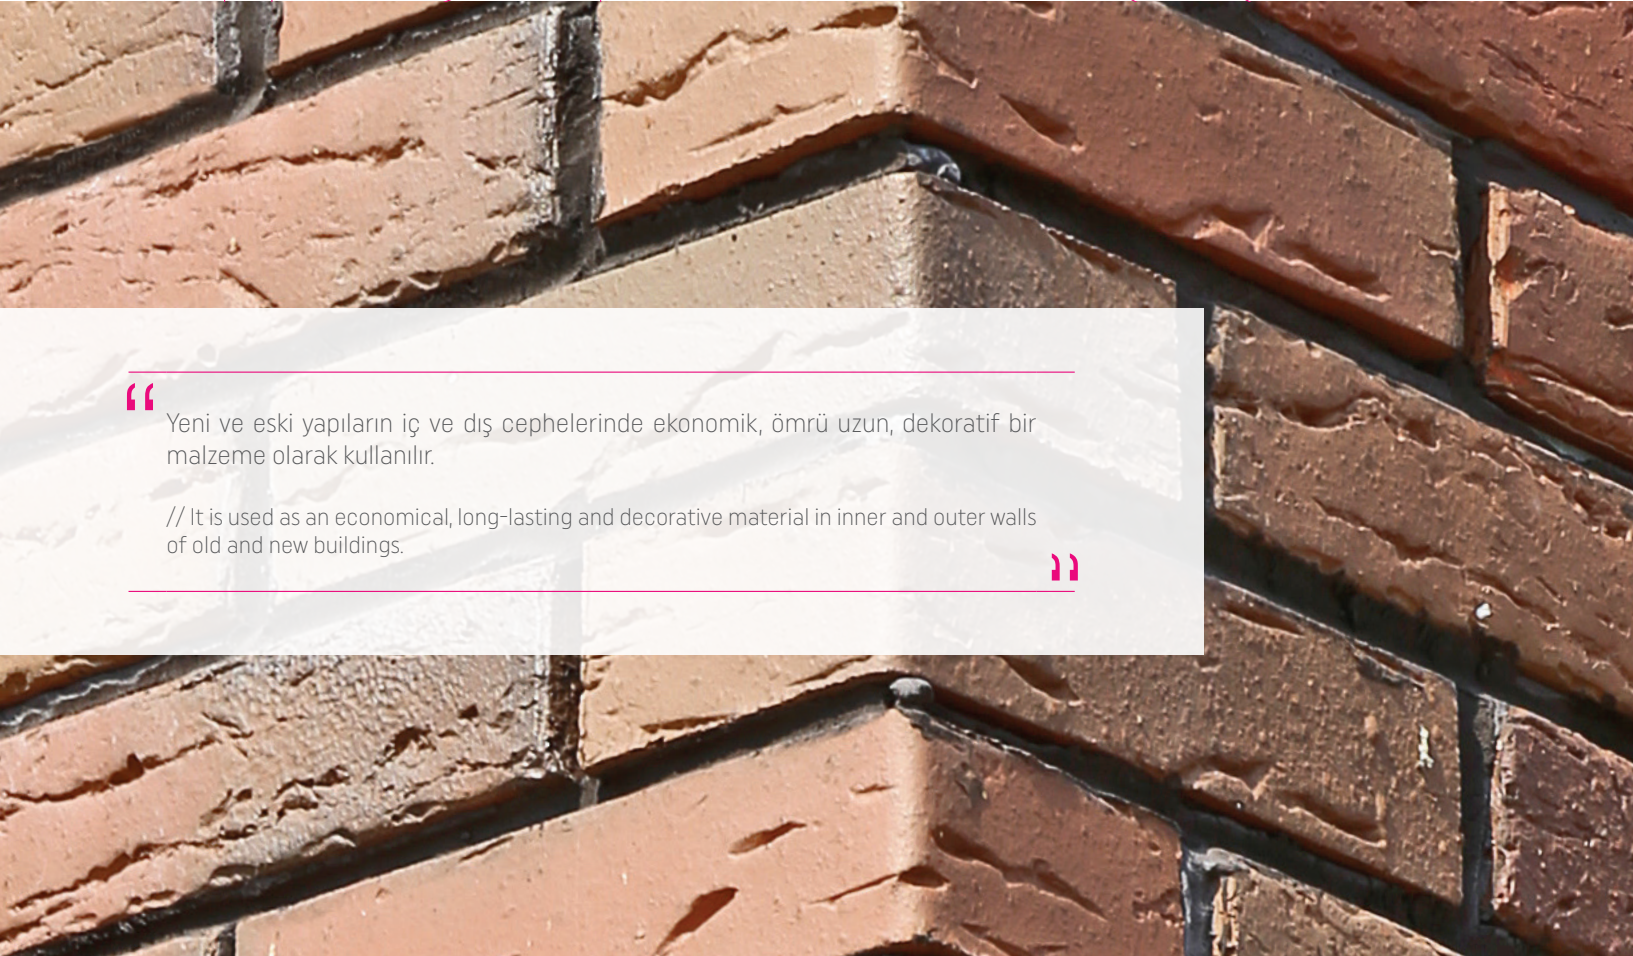 “
Yeni ve eski yapıların iç ve dış cephelerinde ekonomik, ömrü uzun, dekoratif bir
malzeme olarak kullanılır.
// It is used as an economical, long-lasting and decorative material in inner and outer walls
of old and new buildings.
”